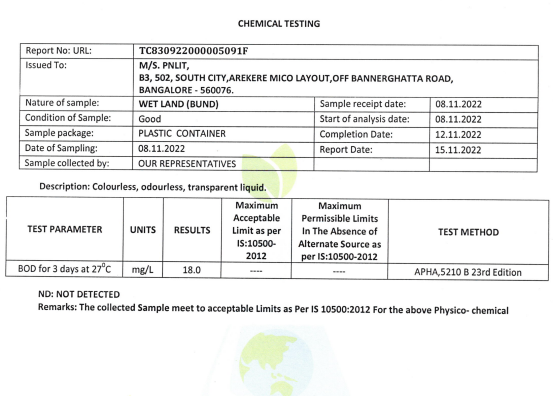 CHEMICAL TESTING
Report No: URL: TC830922000005091F
Issued To: M/S. PNLIT,
B3, 502, SOUTH CITY,AREKERE MICO LAYOUT,OFF BANNERGHATTA ROAD,
BANGALORE - 560076.
Nature of sample: WET LAND (BUND) Sample receipt date: 08.11.2022
Condition of Sample: Good Start of analysis date: 08.11.2022
Sample package: PLASTIC CONTAINER Completion Date: 12.11.2022
Date of Sampling: 08.11.2022 Report Date: 15.11.2022
Sample collected by: OUR REPRESENTATIVES
Description: Colourless, odourless, transparent liquid.
TEST PARAMETER UNITS RESULTS Maximum Acceptable Limit as per IS:10500-2012 Maximum Permissible Limits In The Absence of Alternate Source as per IS:10500-2012 TEST METHOD
BOD for 3 days at 27⁰C mg/L 18.0 ---- ---- APHA,5210 B 23rd Edition
ND: NOT DETECTED
Remarks: The collected Sample meet to acceptable Limits as Per IS 10500:2012 For the above Physico- chemical